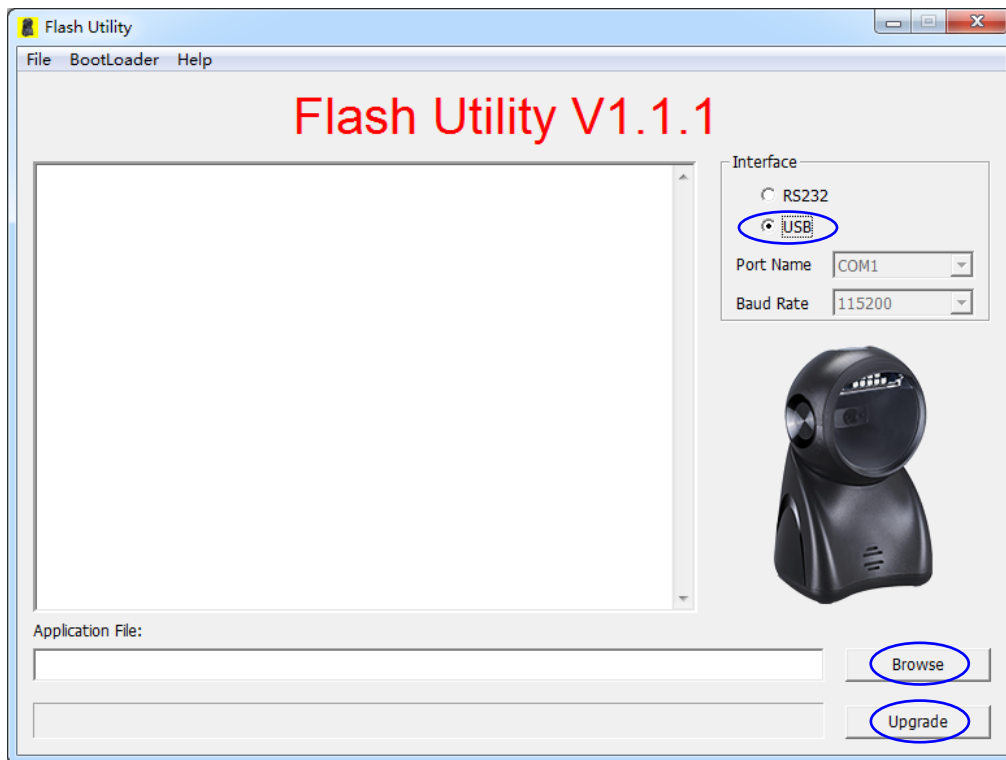 Flash Utility
File BootLoader Help
Flash Utility V1.1.1
Interface
RS232
USB
Port Name COM1
Baud Rate 115200
Application File:
Browse
Upgrade